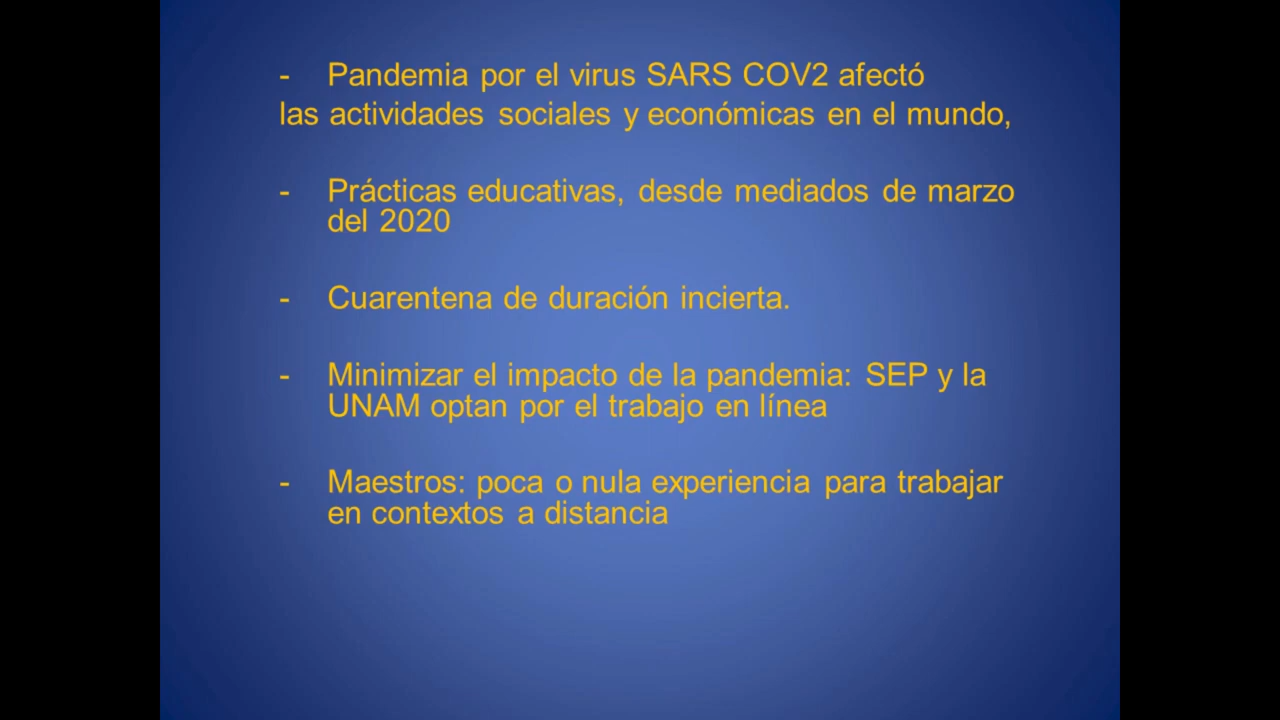 - Pandemia por el virus SARS COV2 afectó
las actividades sociales y económicas en el mundo,
- Prácticas educativas, desde mediados de marzo
del 2020
- Cuarentena de duración incierta.
- Minimizar el impacto de la pandemia: SEP y la
UNAM optan por el trabajo en línea
- Maestros: poca o nula experiencia para trabajar
en contextos a distancia